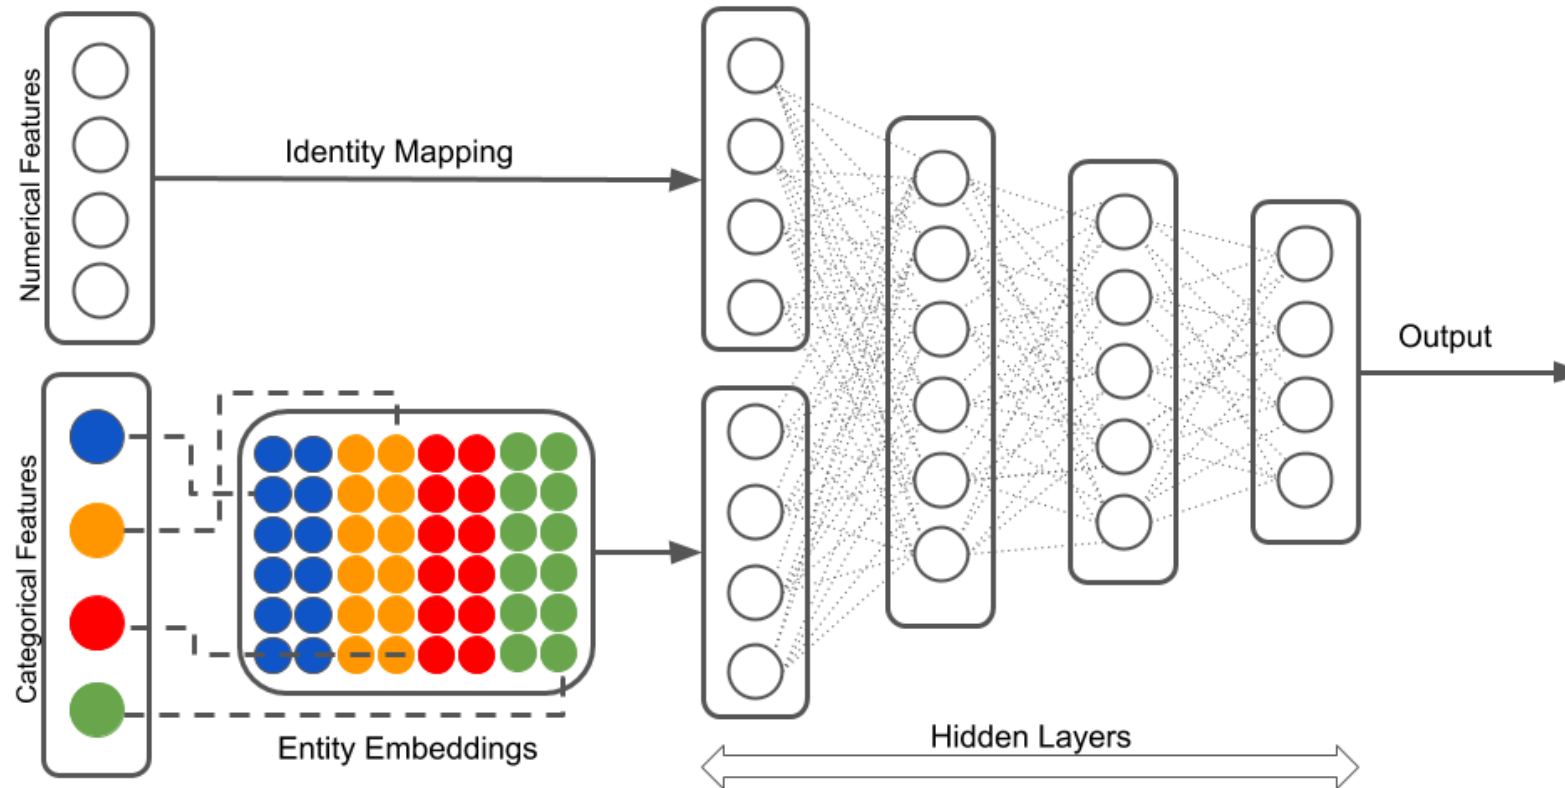 Numerical Features
Identity Mapping
Output
Categorical Features
Entity Embeddings
Hidden Layers